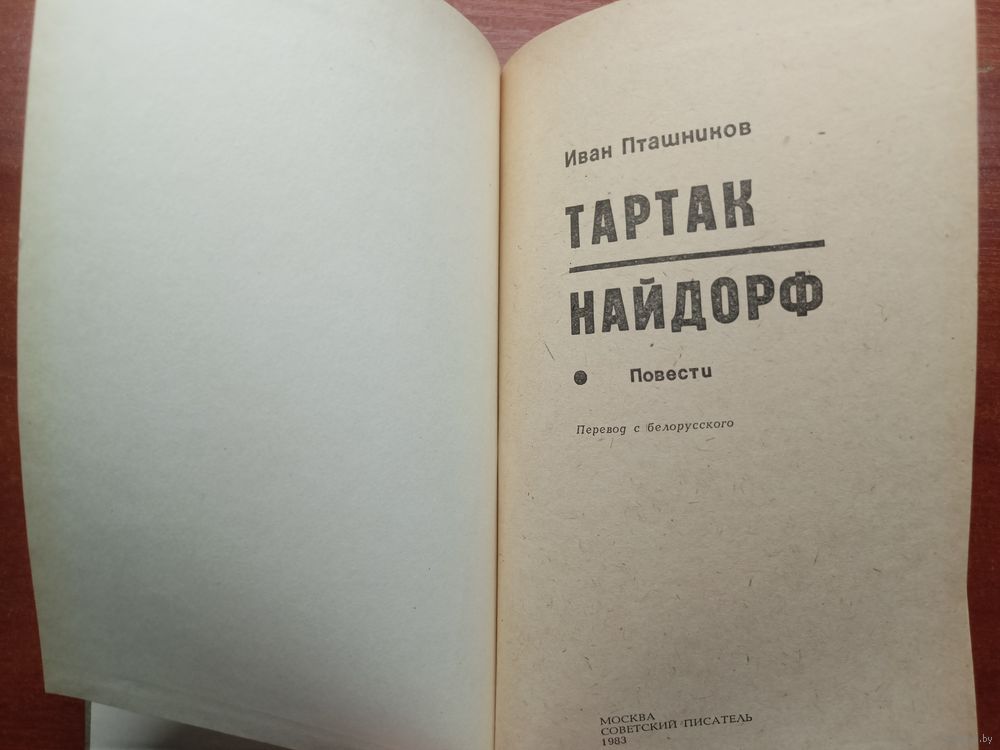 Иван Пташников
ТАРТАК
НАЙДОРФ
Повести
Перевод с белорусского
МОСКВА
СОВЕТСКИЙ ПИСАТЕЛЬ
1983